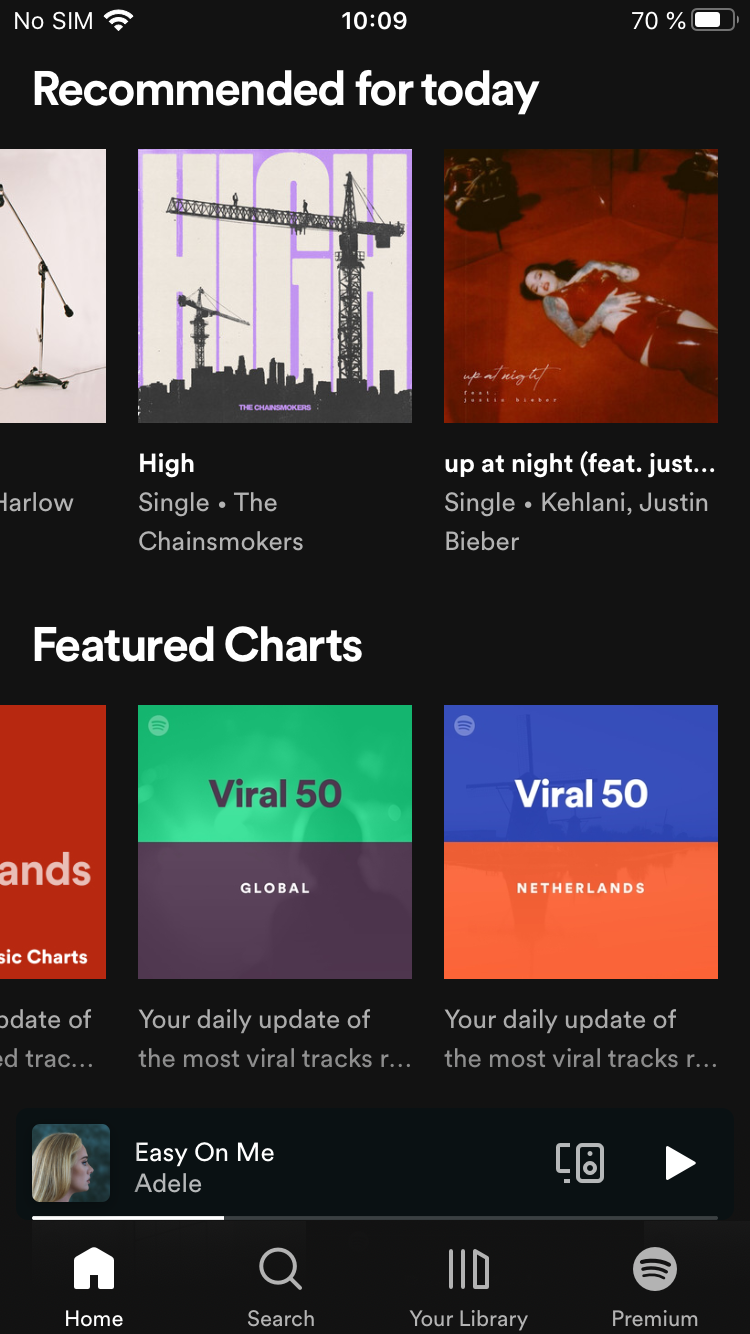 No SIM 10:09 70 %
Recommended for today
HIGH
THE CHAINSMOKERS
up at night
feat.
justin bieber
High
up at night (feat. just...
Harlow
Single • The
Single • Kehlani, Justin
Chainsmokers
Bieber
Featured Charts
Viral 50
Viral 50
ands
GLOBAL
NETHERLANDS
sic Charts
pdate of
Your daily update of
Your daily update of
ed trac...
the most viral tracks r...
the most viral tracks r...
Easy On Me
Adele
Home
Search
Your Library
Premium